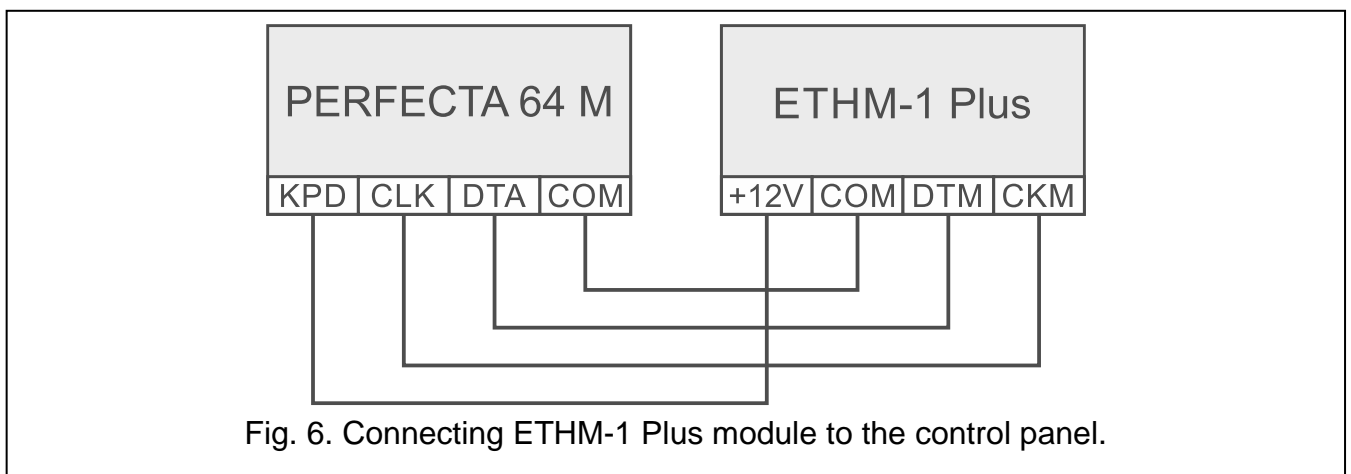 PERFECTA 64 M
ETHM-1 Plus
KPD CLK DTA COM
+12V COM DTM CKM
Fig. 6. Connecting ETHM-1 Plus module to the control panel.